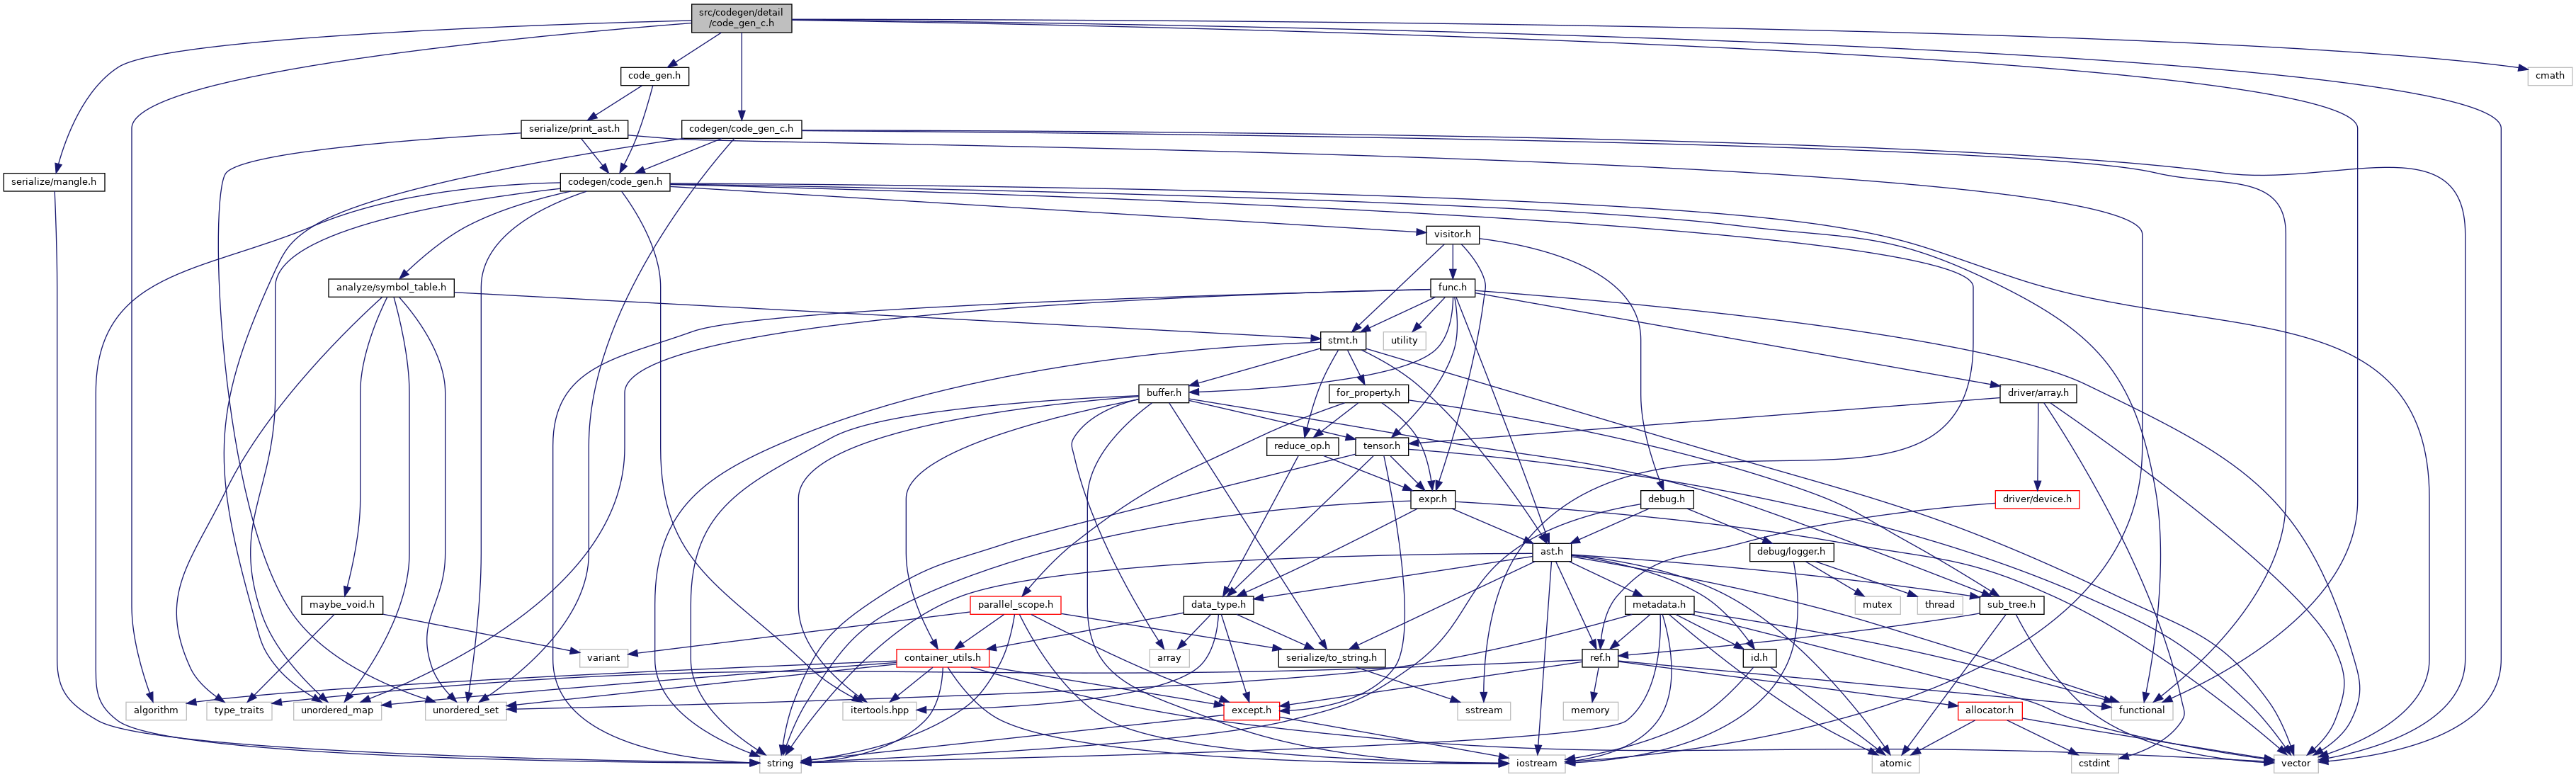 src/codegen/detail
/code_gen_c.h
code_gen.h
cmath
serialize/print_ast.h
codegen/code_gen_c.h
serialize/mangle.h
codegen/code_gen.h
visitor.h
analyze/symbol_table.h
func.h
stmt.h
utility
buffer.h
for_property.h
driver/array.h
reduce_op.h
tensor.h
expr.h
debug.h
driver/device.h
ast.h
debug/logger.h
maybe_void.h
parallel_scope.h
data_type.h
metadata.h
mutex
thread
sub_tree.h
variant
container_utils.h
array
serialize/to_string.h
ref.h
id.h
algorithm
type_traits
unordered_map
unordered_set
itertools.hpp
except.h
sstream
memory
allocator.h
functional
string
iostream
atomic
cstdint
vector